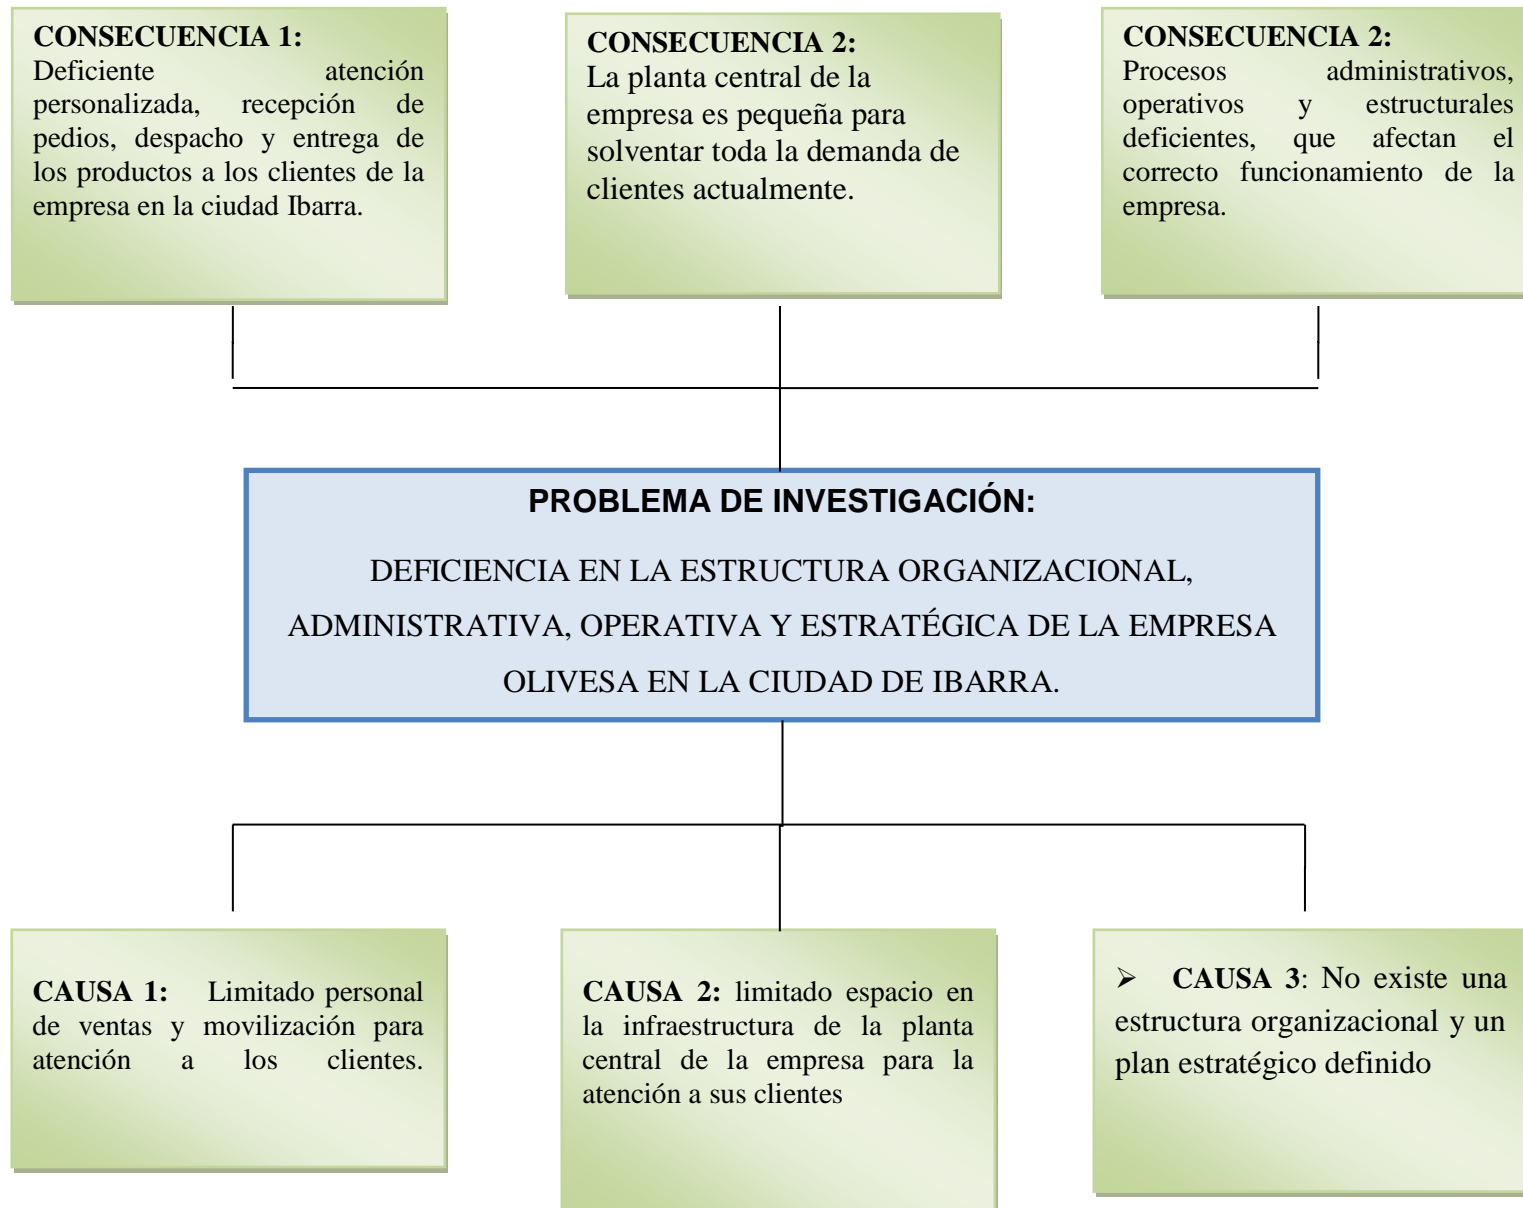 CONSECUENCIA 1:
Deficiente atención
personalizada, recepción de
pedios, despacho y entrega de
los productos a los clientes de la
empresa en la ciudad Ibarra.
CONSECUENCIA 2:
La planta central de la
empresa es pequeña para
solventar toda la demanda de
clientes actualmente.
CONSECUENCIA 2:
Procesos administrativos,
operativos y estructurales
deficientes, que afectan el
correcto funcionamiento de la
empresa.
PROBLEMA DE INVESTIGACIÓN:
DEFICIENCIA EN LA ESTRUCTURA ORGANIZACIONAL,
ADMINISTRATIVA, OPERATIVA Y ESTRATÉGICA DE LA EMPRESA
OLIVESA EN LA CIUDAD DE IBARRA.
CAUSA 1: Limitado personal
de ventas y movilización para
atención a los clientes.
CAUSA 2: limitado espacio en
la infraestructura de la planta
central de la empresa para la
atención a sus clientes
➢ CAUSA 3: No existe una
estructura organizacional y un
plan estratégico definido